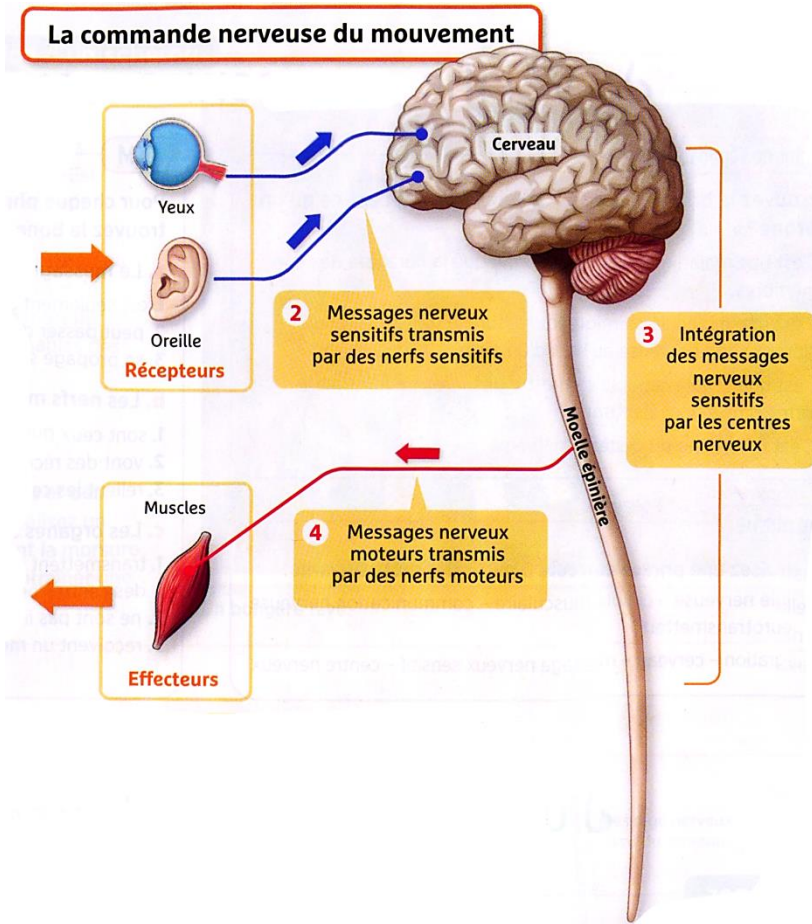 La commande nerveuse du mouvement
Yeux
Oreille
Récepteurs
Cerveau
2 Messages nerveux
sensitifs transmis
par des nerfs sensitifs
3 Intégration
des messages
nerveux
sensitifs
par les centres
nerveux
Moelle épinière
Muscles
Effecteurs
4 Messages nerveux
moteurs transmis
par des nerfs moteurs